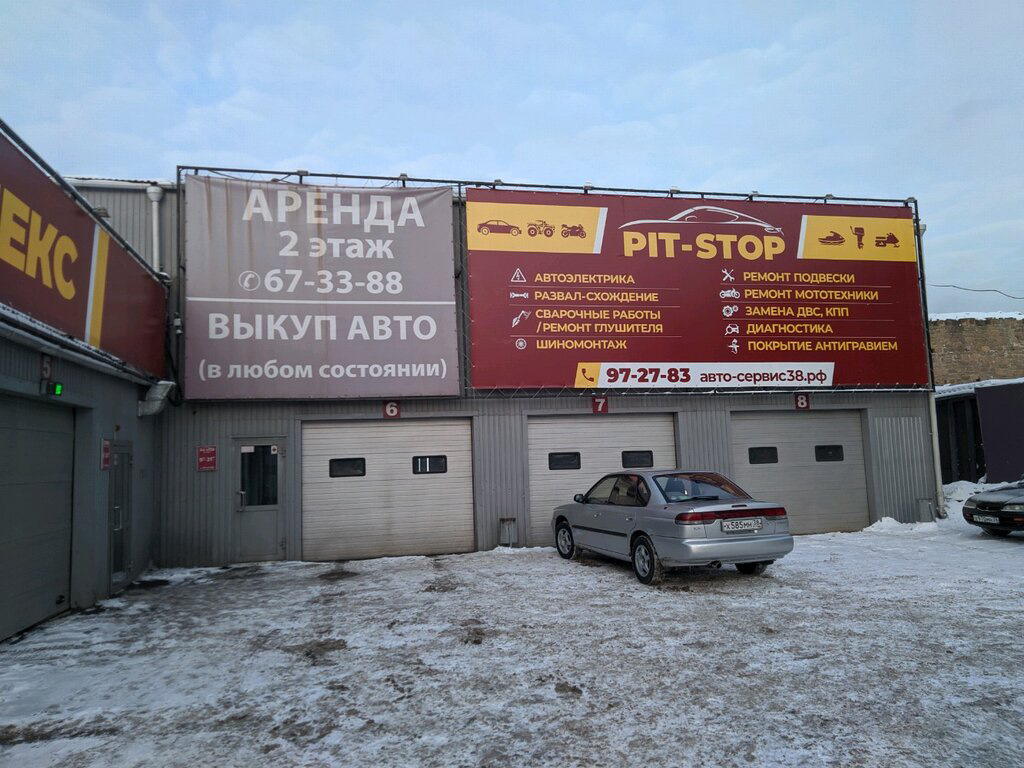 ЕКС
АРЕНДА
2 этаж
67-33-88
ВЫКУП АВТО
(в любом состоянии)
PIT-STOP
АВТОЭЛЕКТРИКА
РАЗВАЛ-СХОЖДЕНИЕ
СВАРОЧНЫЕ РАБОТЫ
/РЕМОНТ ГЛУШИТЕЛЯ
ШИНОМОНТАЖ
РЕМОНТ ПОДВЕСКИ
РЕМОНТ МОТОТЕХНИКИ
ЗАМЕНА ДВС, КПП
ДИАГНОСТИКА
ПОКРЫТИЕ АНТИГРАВИЕМ
97-27-83 авто-сервис38.рф
5
6
7
8
Х585МН 38